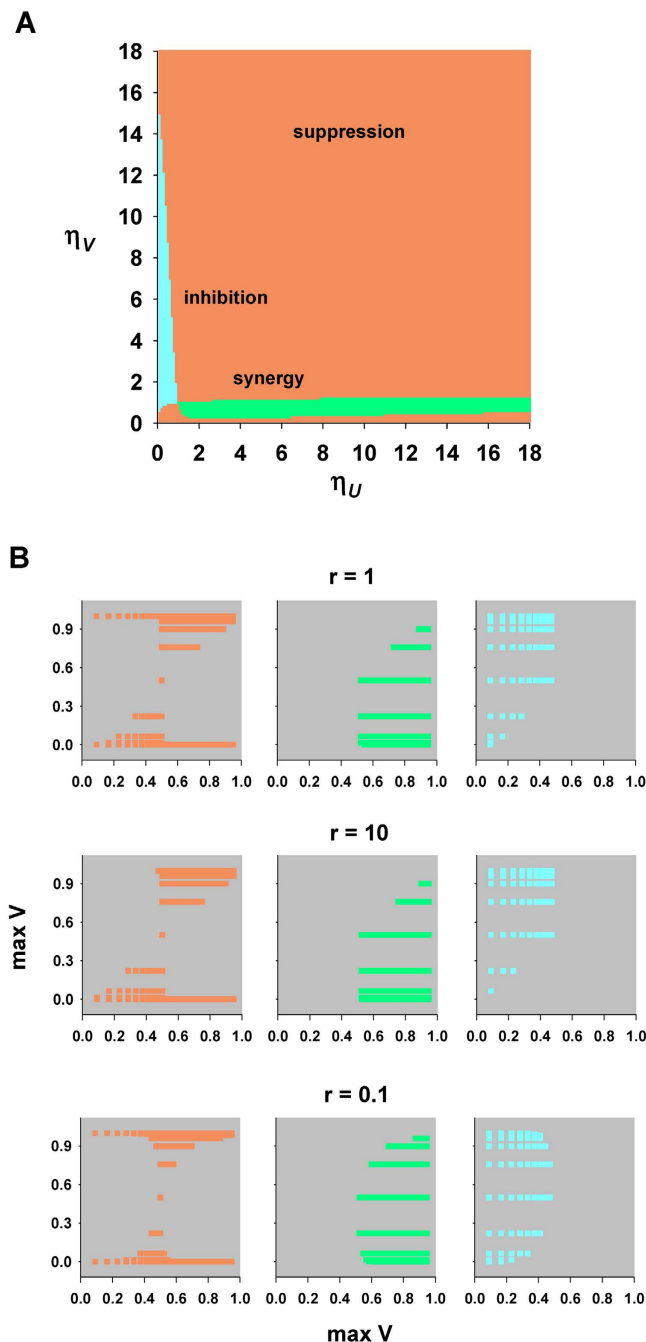 A
18
16
14
12
10
8
6
4
2
0
ηV
suppression
inhibition
synergy
0 2 4 6 8 10 12 14 16 18
ηU
B
r = 1
0.9
0.6
0.3
0.0
0.0 0.2 0.4 0.6 0.8 1.0
0.0 0.2 0.4 0.6 0.8 1.0
0.0 0.2 0.4 0.6 0.8 1.0
r = 10
max V
0.9
0.6
0.3
0.0
0.0 0.2 0.4 0.6 0.8 1.0
0.0 0.2 0.4 0.6 0.8 1.0
0.0 0.2 0.4 0.6 0.8 1.0
r = 0.1
0.9
0.6
0.3
0.0
0.0 0.2 0.4 0.6 0.8 1.0
0.0 0.2 0.4 0.6 0.8 1.0
0.0 0.2 0.4 0.6 0.8 1.0
max V